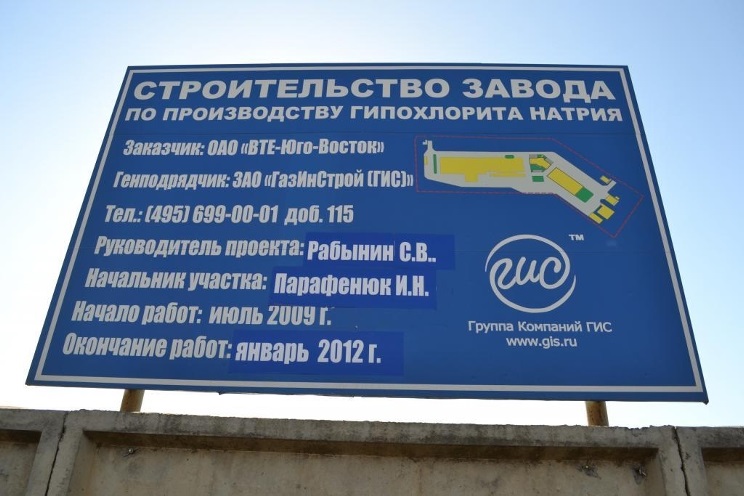 СТРОИТЕЛЬСТВО ЗАВОДА
ПО ПРОИЗВОДСТВУ ГИПОХЛОРИТА НАТРИЯ
Заказчик: ОАО «ВТЕ-Юго-Восток»
Генподрядчик: ЗАО «ГазИнСтрой (ГИС)»
Тел.: (495) 699-00-01 доб. 115
Руководитель проекта: Рабынин С.В..
Начальник участка: Парафенюк И.Н.
Начало работ: июль 2009 г.
Окончание работ: январь 2012 г.
гис TM
Группа Компаний ГИС
www.gis.ru